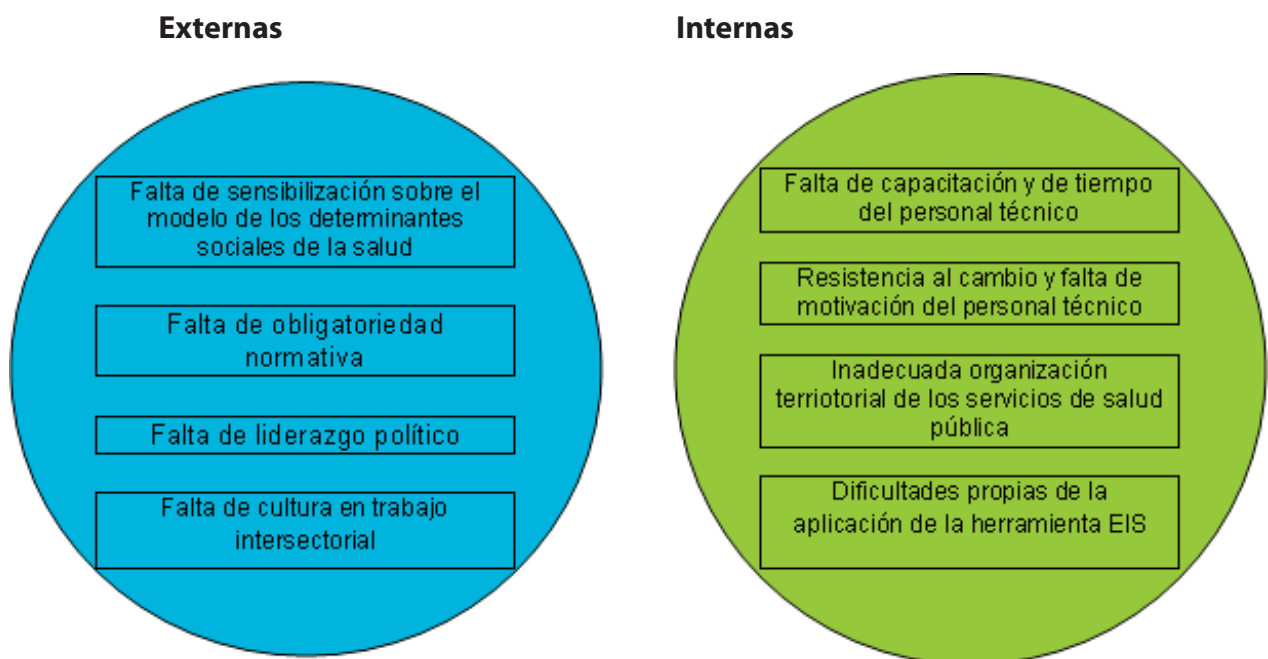 Externas
Falta de sensibilización sobre el
modelo de los determinantes
sociales de la salud
Falta de obligatoriedad
normativa
Falta de liderazgo político
Falta de cultura en trabajo
intersectorial
Internas
Falta de capacitación y de tiempo
del personal técnico
Resistencia al cambio y falta de
motivación del personal técnico
Inadecuada organización
terriotorial de los servicios de salud
pública
Dificultades propias de la
aplicación de la herramienta EIS